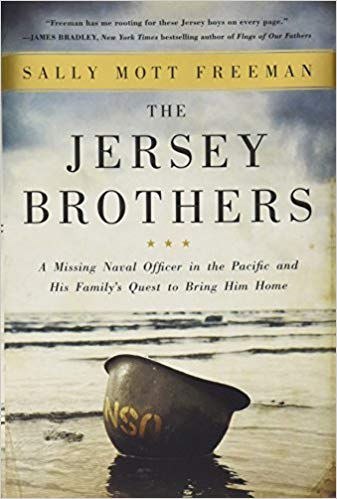 "Freeman has me rooting for these Jersey boys on every page."
—JAMES BRADLEY, New York Times bestselling author of Flags of Our Fathers
SALLY MOTT FREEMAN
THE
JERSEY
BROTHERS
A Missing Naval Officer in the Pacific and
His Family's Quest to Bring Him Home
USN